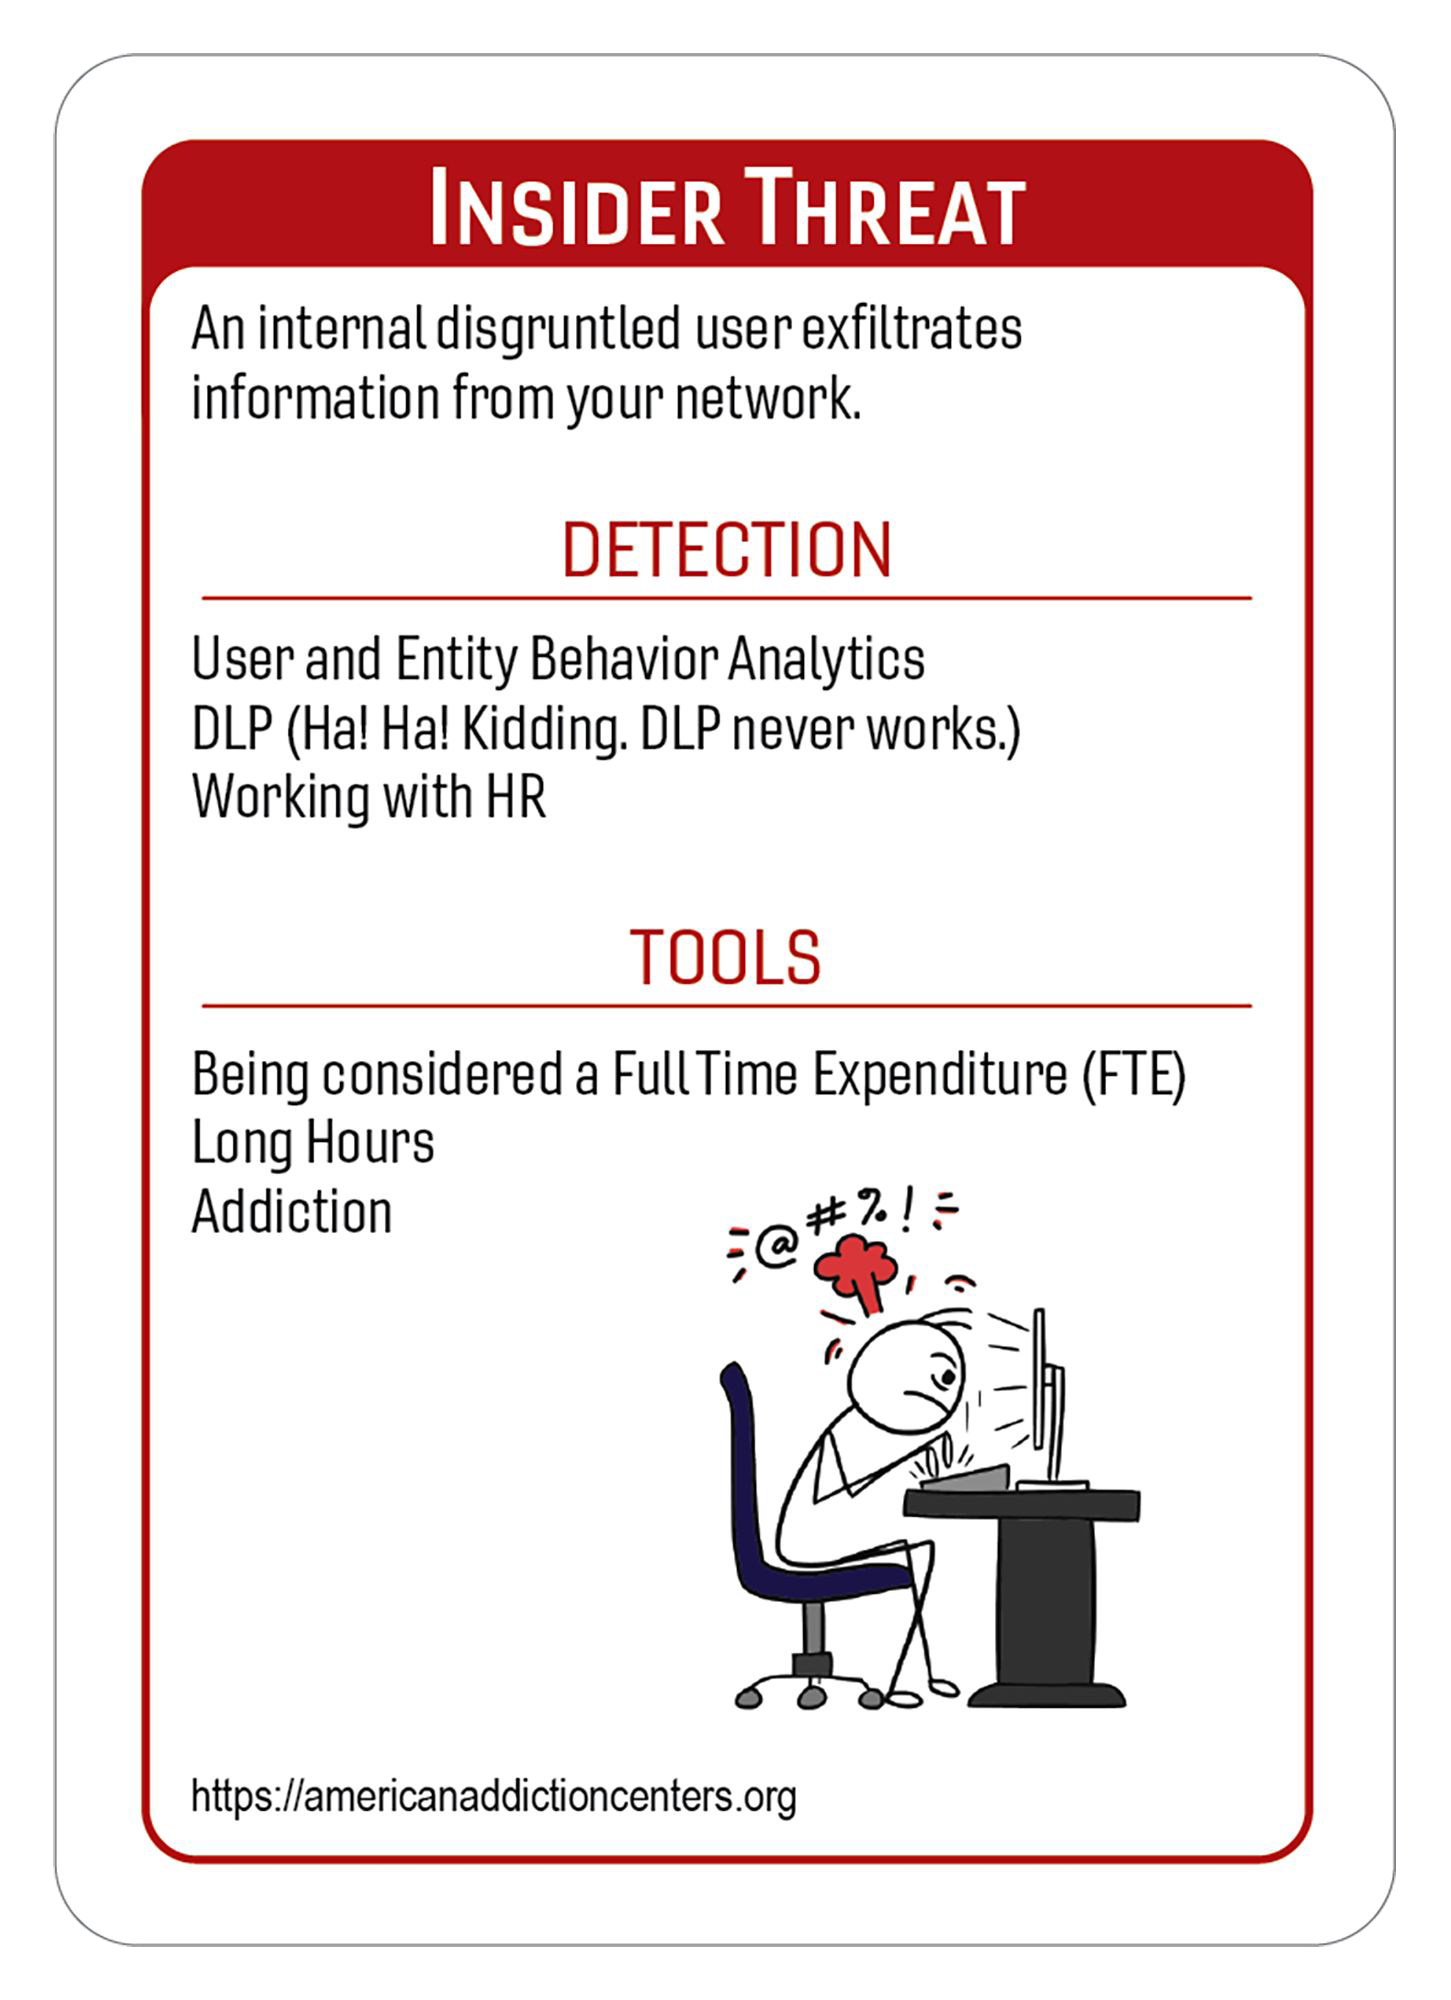 INSIDER THREAT
An internal disgruntled user exfiltrates
information from your network.
DETECTION
User and Entity Behavior Analytics
DLP (Ha! Ha! Kidding. DLP never works.)
Working with HR
TOOLS
Being considered a Full Time Expenditure (FTE)
Long Hours
Addiction
@#%!
https://americanaddictioncenters.org